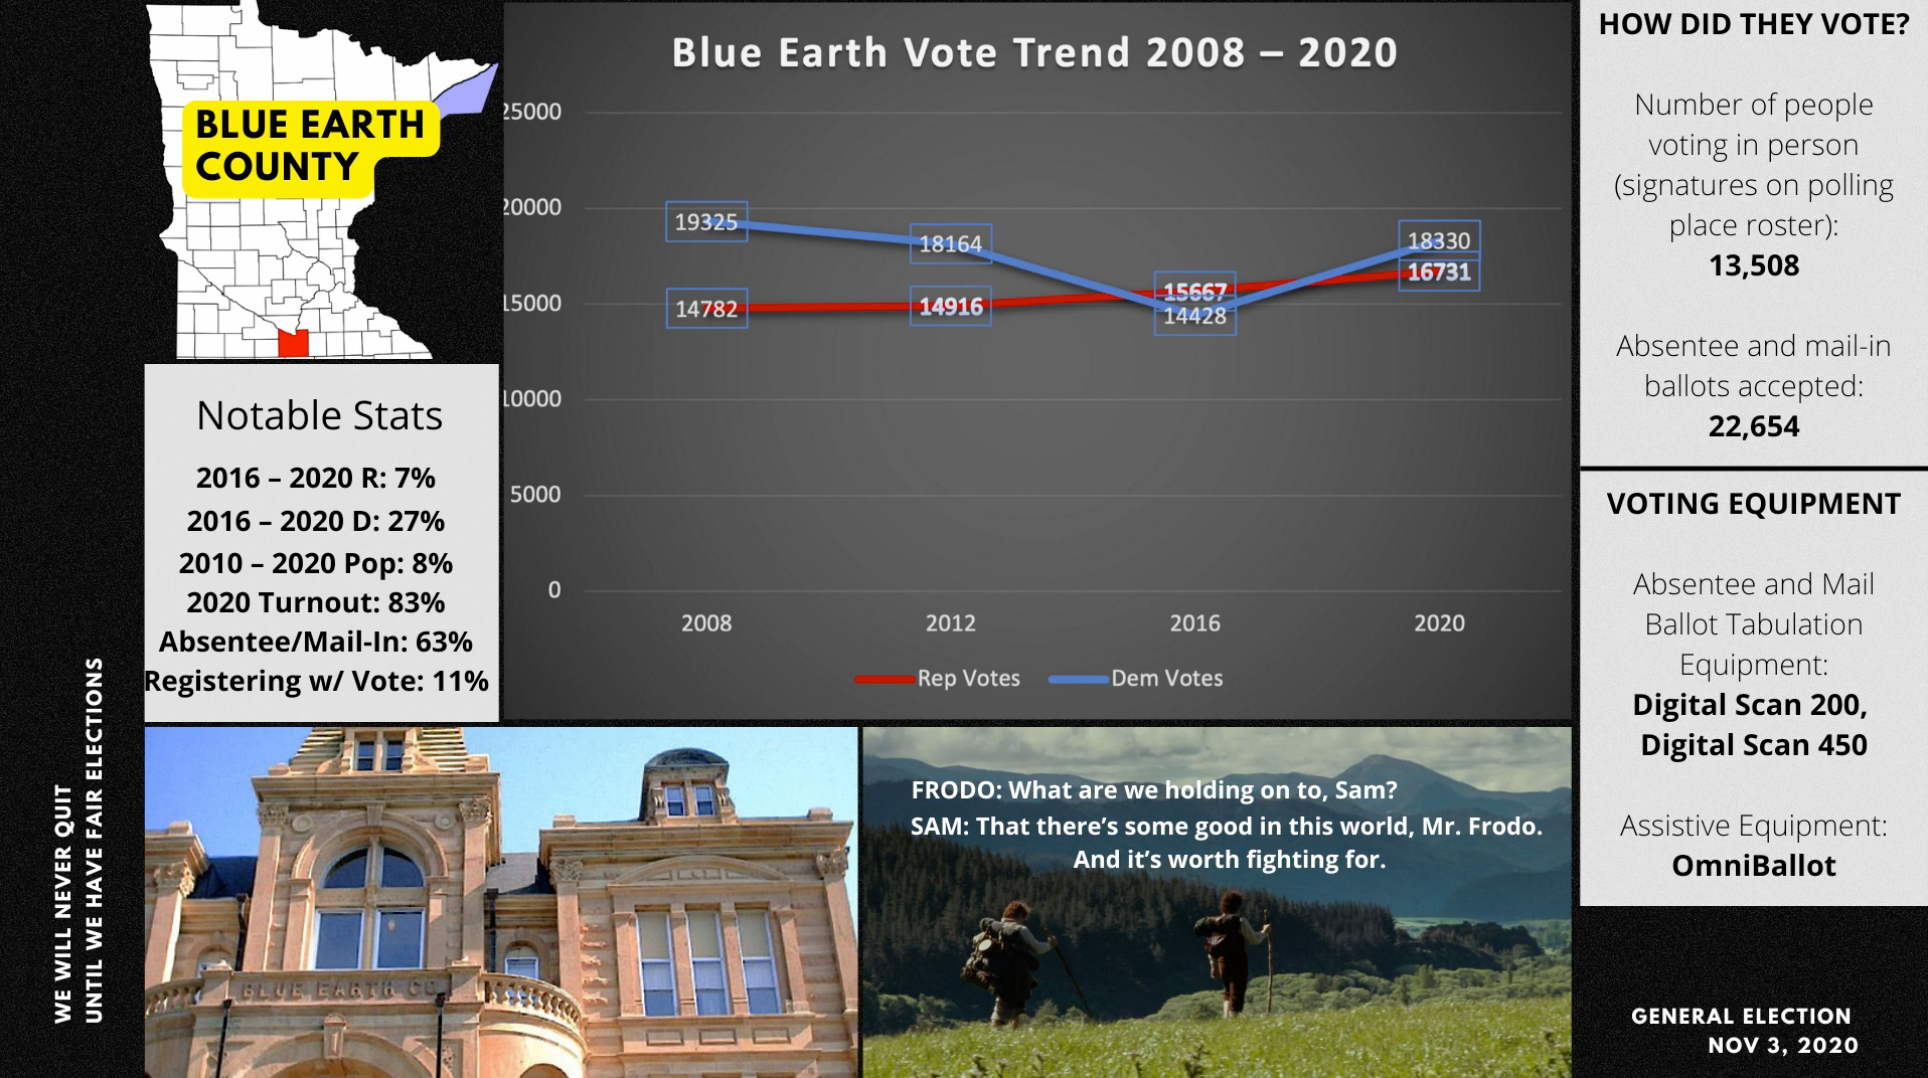 BLUE EARTH
COUNTY
Notable Stats
2016 – 2020 R: 7%
2016 – 2020 D: 27%
2010 – 2020 Pop: 8%
2020 Turnout: 83%
Absentee/Mail-In: 63%
Registering w/ Vote: 11%
WE WILL NEVER QUIT
UNTIL WE HAVE FAIR ELECTIONS
Blue Earth Vote Trend 2008 – 2020
25000
20000
15000
10000
5000
0
19325
18164
14428
18330
14782
14916
15667
16731
2008
2012
2016
2020
Rep Votes
Dem Votes
BLUE EARTH CO
FRODO: What are we holding on to, Sam?
SAM: That there’s some good in this world, Mr. Frodo.
And it’s worth fighting for.
HOW DID THEY VOTE?
Number of people
voting in person
(signatures on polling
place roster):
13,508
Absentee and mail-in
ballots accepted:
22,654
VOTING EQUIPMENT
Absentee and Mail
Ballot Tabulation
Equipment:
Digital Scan 200,
Digital Scan 450
Assistive Equipment:
OmniBallot
GENERAL ELECTION
NOV 3, 2020